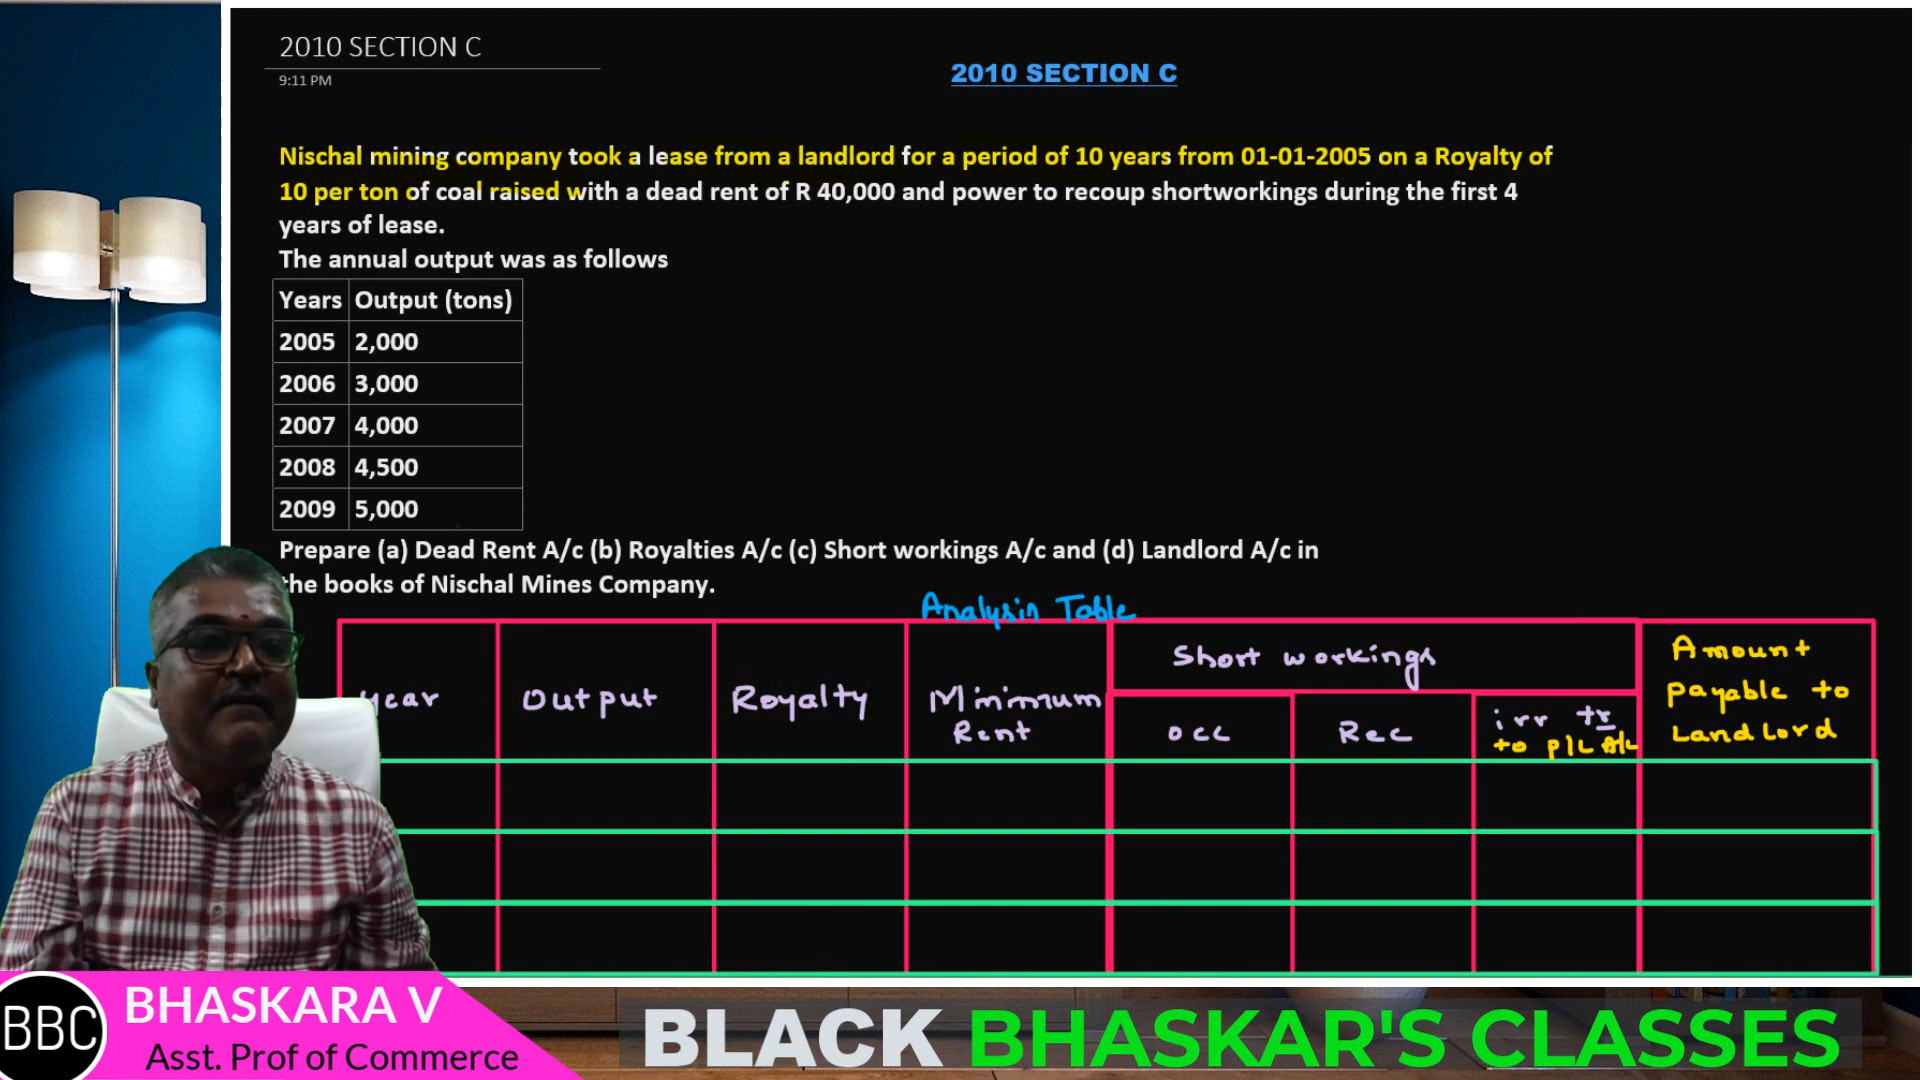 2010 SECTION C
9:11 PM
2010 SECTION C
Nischal mining company took a lease from a landlord for a period of 10 years from 01-01-2005 on a Royalty of
10 per ton of coal raised with a dead rent of R 40,000 and power to recoup shortworkings during the first 4
years of lease.
The annual output was as follows
Years Output (tons)
2005 2,000
2006 3,000
2007 4,000
2008 4,500
2009 5,000
Prepare (a) Dead Rent A/c (b) Royalties A/c (c) Short workings A/c and (d) Landlord A/c in
the books of Nischal Mines Company.
Analysis Table
year Output Royalty Minimum Rent Short workings Amount payable to Landlord
occ Rec irr tr to P/L A/c
BBC
BHASKARA V
Asst. Prof of Commerce
BLACK BHASKAR'S CLASSES